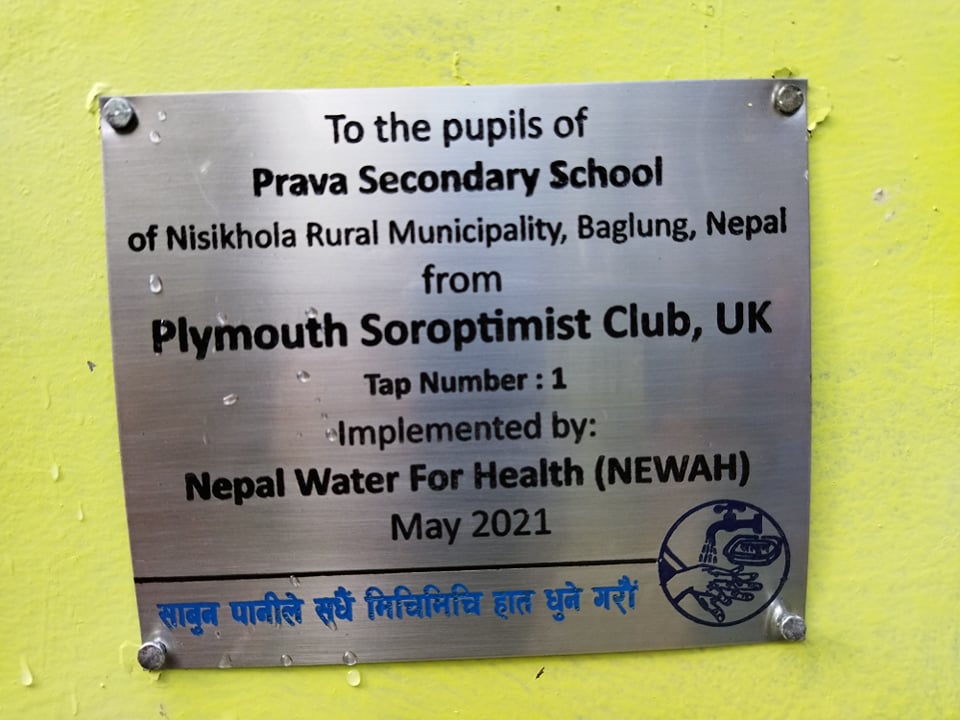 To the pupils of
Prava Secondary School
of Nisikhola Rural Municipality, Baglung, Nepal
from
Plymouth Soroptimist Club, UK
Tap Number : 1
Implemented by:
Nepal Water For Health (NEWAH)
May 2021
साबुन पानीले सधैं मिचिमिचि हात धुने गरौं